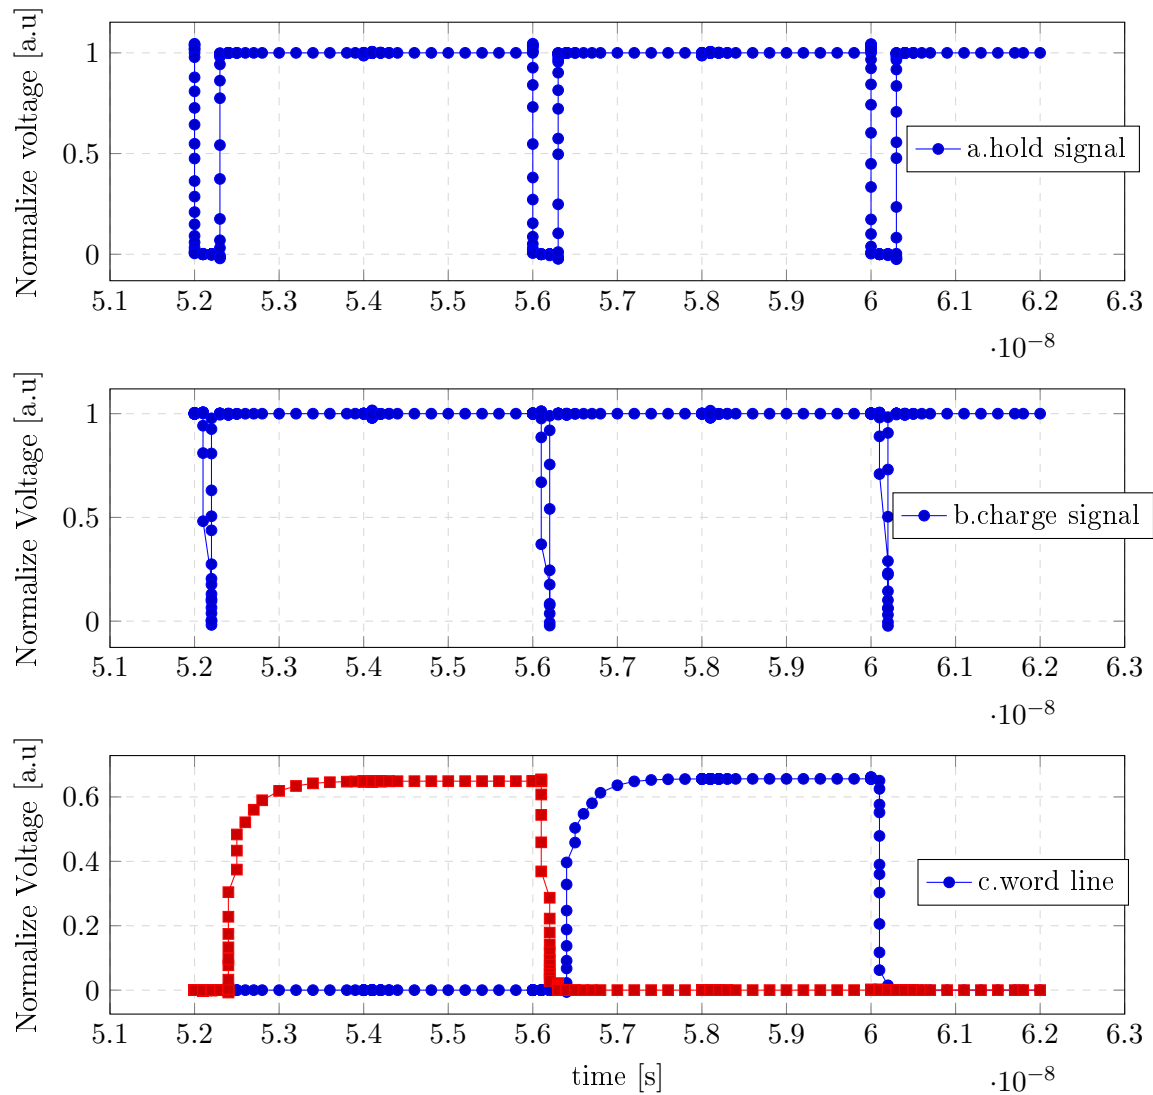 Normalize voltage [a.u]
1
0.5
0
a.hold signal
5.1 5.2 5.3 5.4 5.5 5.6 5.7 5.8 5.9 6 6.1 6.2 6.3
·10⁻⁸
Normalize Voltage [a.u]
1
0.5
0
b.charge signal
5.1 5.2 5.3 5.4 5.5 5.6 5.7 5.8 5.9 6 6.1 6.2 6.3
·10⁻⁸
Normalize Voltage [a.u]
0.6
0.4
0.2
0
c.word line
5.1 5.2 5.3 5.4 5.5 5.6 5.7 5.8 5.9 6 6.1 6.2 6.3
time [s]
·10⁻⁸